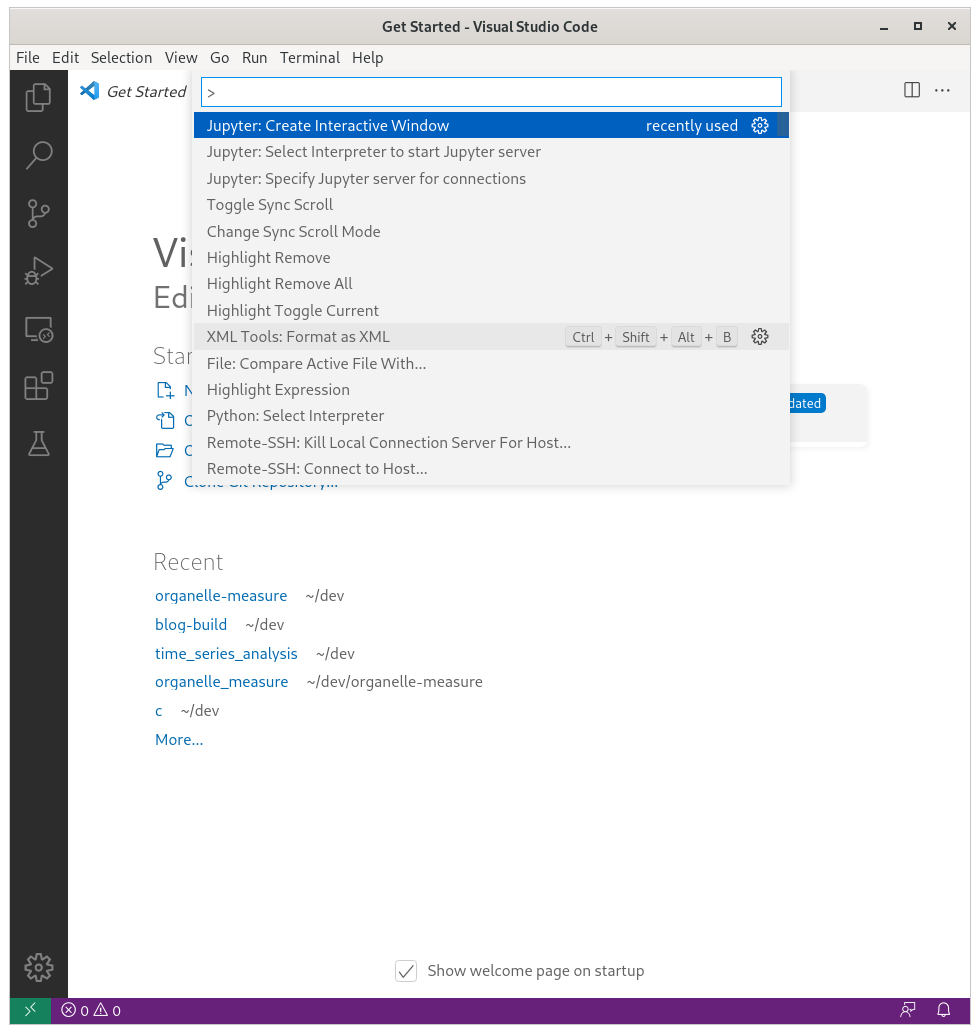 Get Started - Visual Studio Code
File Edit Selection View Go Run Terminal Help
Get Started
>
Jupyter: Create Interactive Window recently used
Jupyter: Select Interpreter to start Jupyter server
Jupyter: Specify Jupyter server for connections
Toggle Sync Scroll
Change Sync Scroll Mode
Highlight Remove
Highlight Remove All
Highlight Toggle Current
XML Tools: Format as XML Ctrl + Shift + Alt + B
File: Compare Active File With...
Highlight Expression
Python: Select Interpreter
Remote-SSH: Kill Local Connection Server For Host...
Remote-SSH: Connect to Host...
Recent
organelle-measure ~/dev
blog-build ~/dev
time_series_analysis ~/dev
organelle_measure ~/dev/organelle-measure
c ~/dev
More...
Show welcome page on startup
0 0